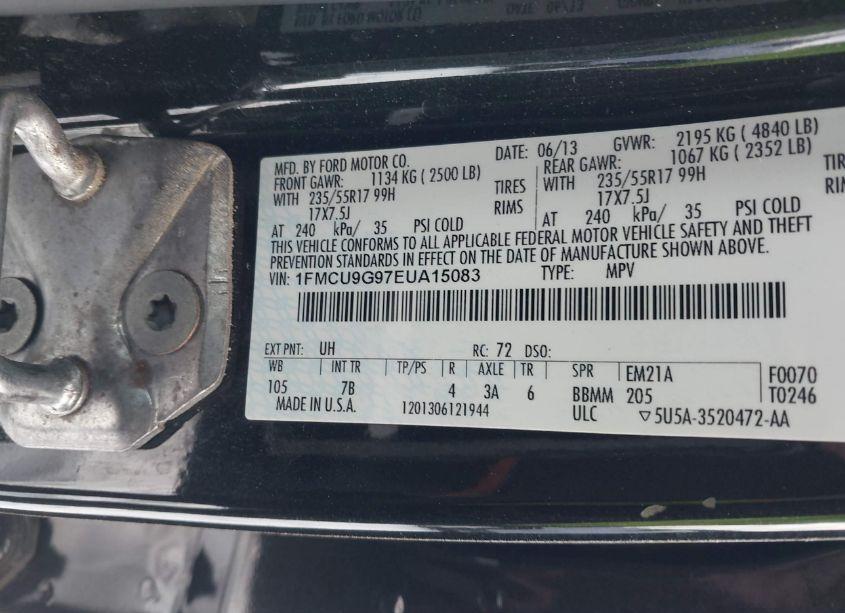 MFD. BY FORD MOTOR CO. DATE: 06/13 GVWR: 2195 KG ( 4840 LB)
FRONT GAWR: 1134 KG ( 2500 LB) REAR GAWR: 1067 KG ( 2352 LB)
WITH 235/55R17 99H TIRES WITH 235/55R17 99H TIRE
17X7.5J RIMS 17X7.5J RIMS
AT 240 kPa/ 35 PSI COLD AT 240 kPa/ 35 PSI COLD
THIS VEHICLE CONFORMS TO ALL APPLICABLE FEDERAL MOTOR VEHICLE SAFETY AND THEFT
PREVENTION STANDARDS IN EFFECT ON THE DATE OF MANUFACTURE SHOWN ABOVE.
VIN: 1FMCU9G97EUA15083 TYPE: MPV
EXT PNT: UH RC: 72 DSO:
WB INT TR TP/PS R AXLE TR SPR EM21A F0070
105 7B 4 3A 6 BBMM 205 T0246
MADE IN U.S.A. 1201306121944 ULC ▽5U5A-3520472-AA